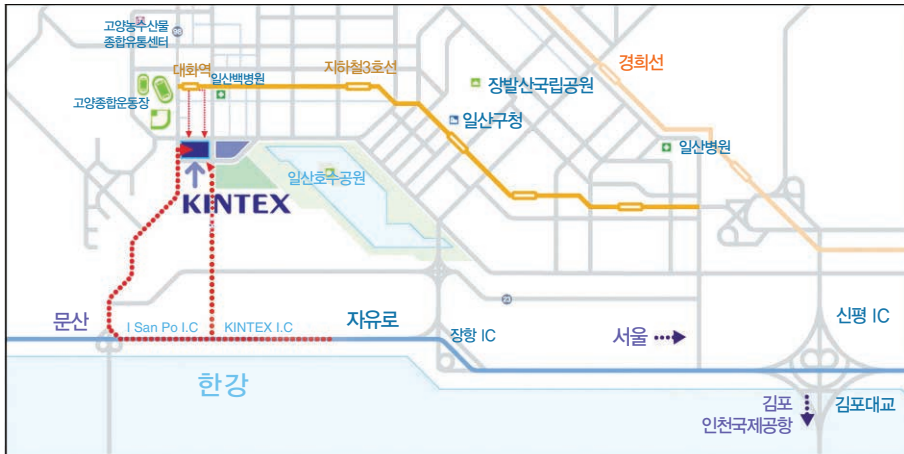 고양농수산물
종합유통센터
98
대화역
일산백병원
지하철3호선
경희선
고양종합운동장
장발산국립공원
일산구청
일산병원
일산호수공원
KINTEX
23
문산
I San Po I.C
KINTEX I.C
자유로
장항 IC
서울
신평 IC
한강
김포
인천국제공항
김포대교